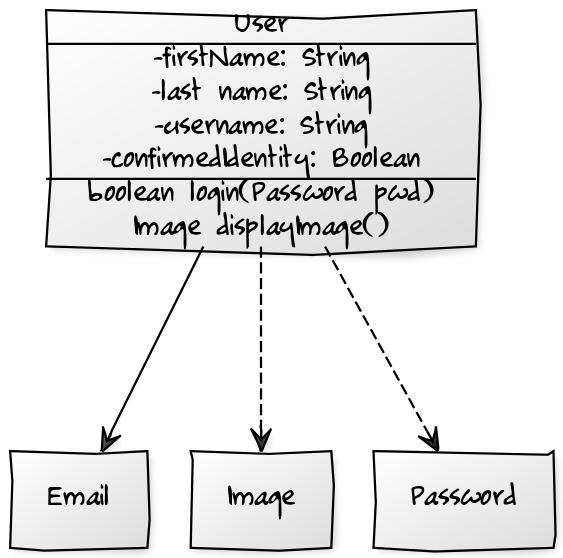 User
-firstName: String
-last name: String
-username: String
-confirmedIdentity: Boolean
boolean login(Password pwd)
Image displayImage()
Email
Image
Password